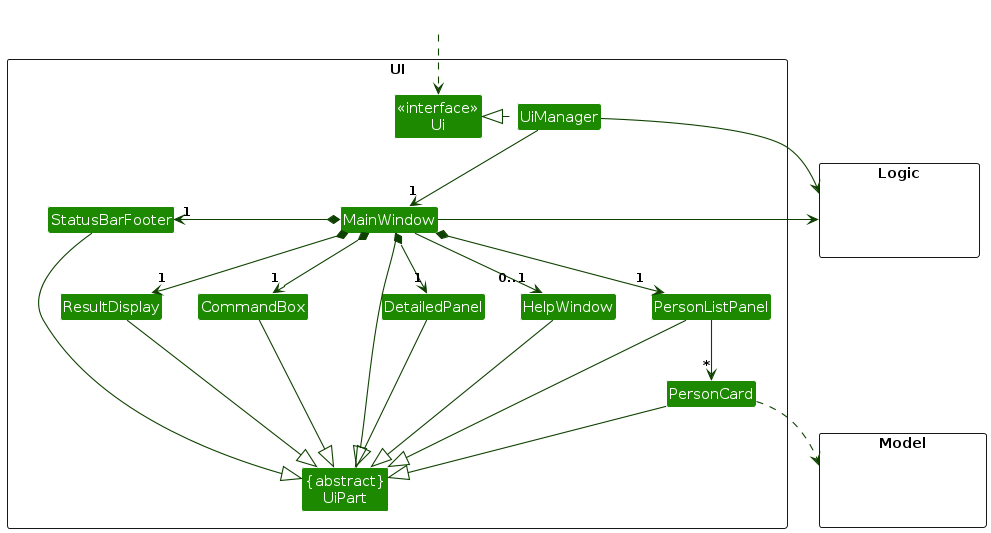 UI
«interface»
Ui
UiManager
Logic
1
StatusBarFooter
1
MainWindow
1
1
1
0..1
1
ResultDisplay
CommandBox
DetailedPanel
HelpWindow
PersonListPanel
*
PersonCard
Model
{abstract}
UiPart